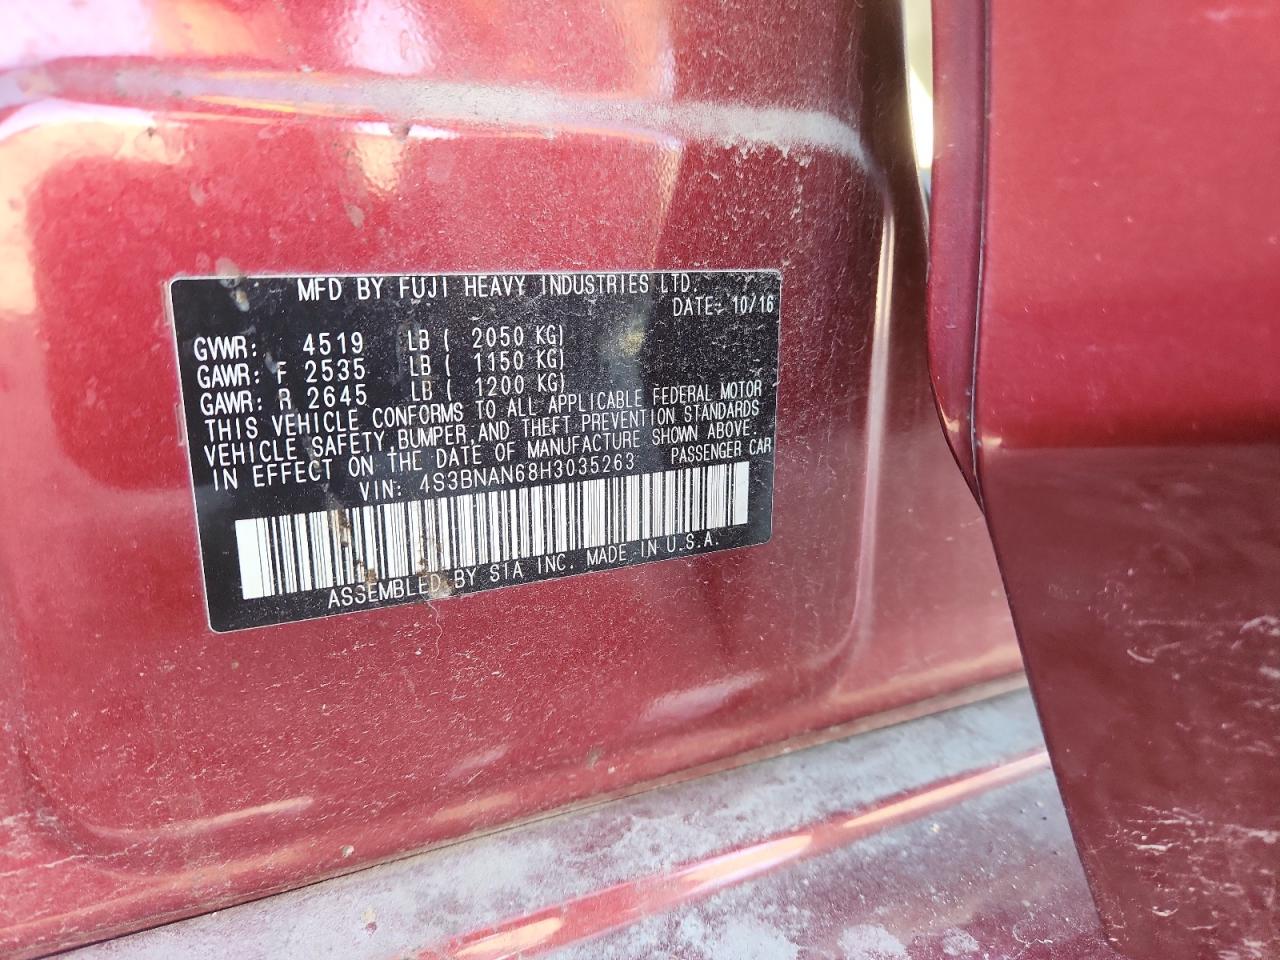 MFD BY FUJI HEAVY INDUSTRIES LTD.
DATE: 10/16
GVWR: 4519 LB ( 2050 KG)
GAWR: F 2535 LB ( 1150 KG)
GAWR: R 2645 LB ( 1200 KG)
THIS VEHICLE CONFORMS TO ALL APPLICABLE FEDERAL MOTOR
VEHICLE SAFETY, BUMPER, AND THEFT PREVENTION STANDARDS
IN EFFECT ON THE DATE OF MANUFACTURE SHOWN ABOVE.
VIN: 4S3BNAN68H3035263 PASSENGER CAR
ASSEMBLED BY SIA INC. MADE IN U.S.A.